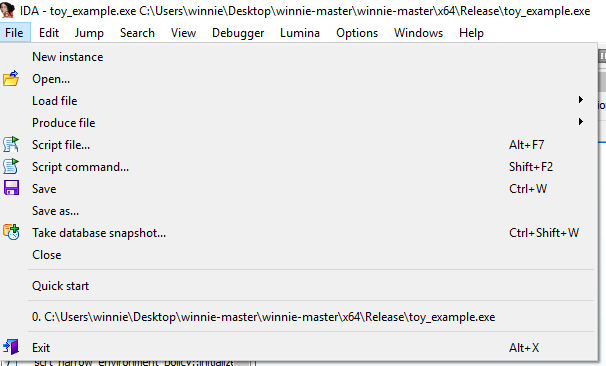 IDA - toy_example.exe C:\Users\winnie\Desktop\winnie-master\winnie-master\x64\Release\toy_example.exe
File Edit Jump Search View Debugger Lumina Options Windows Help
New instance
Open...
Load file
Produce file
Script file... Alt+F7
Script command... Shift+F2
Save Ctrl+W
Save as...
Take database snapshot... Ctrl+Shift+W
Close
Quick start
0. C:\Users\winnie\Desktop\winnie-master\winnie-master\x64\Release\toy_example.exe
Exit Alt+X